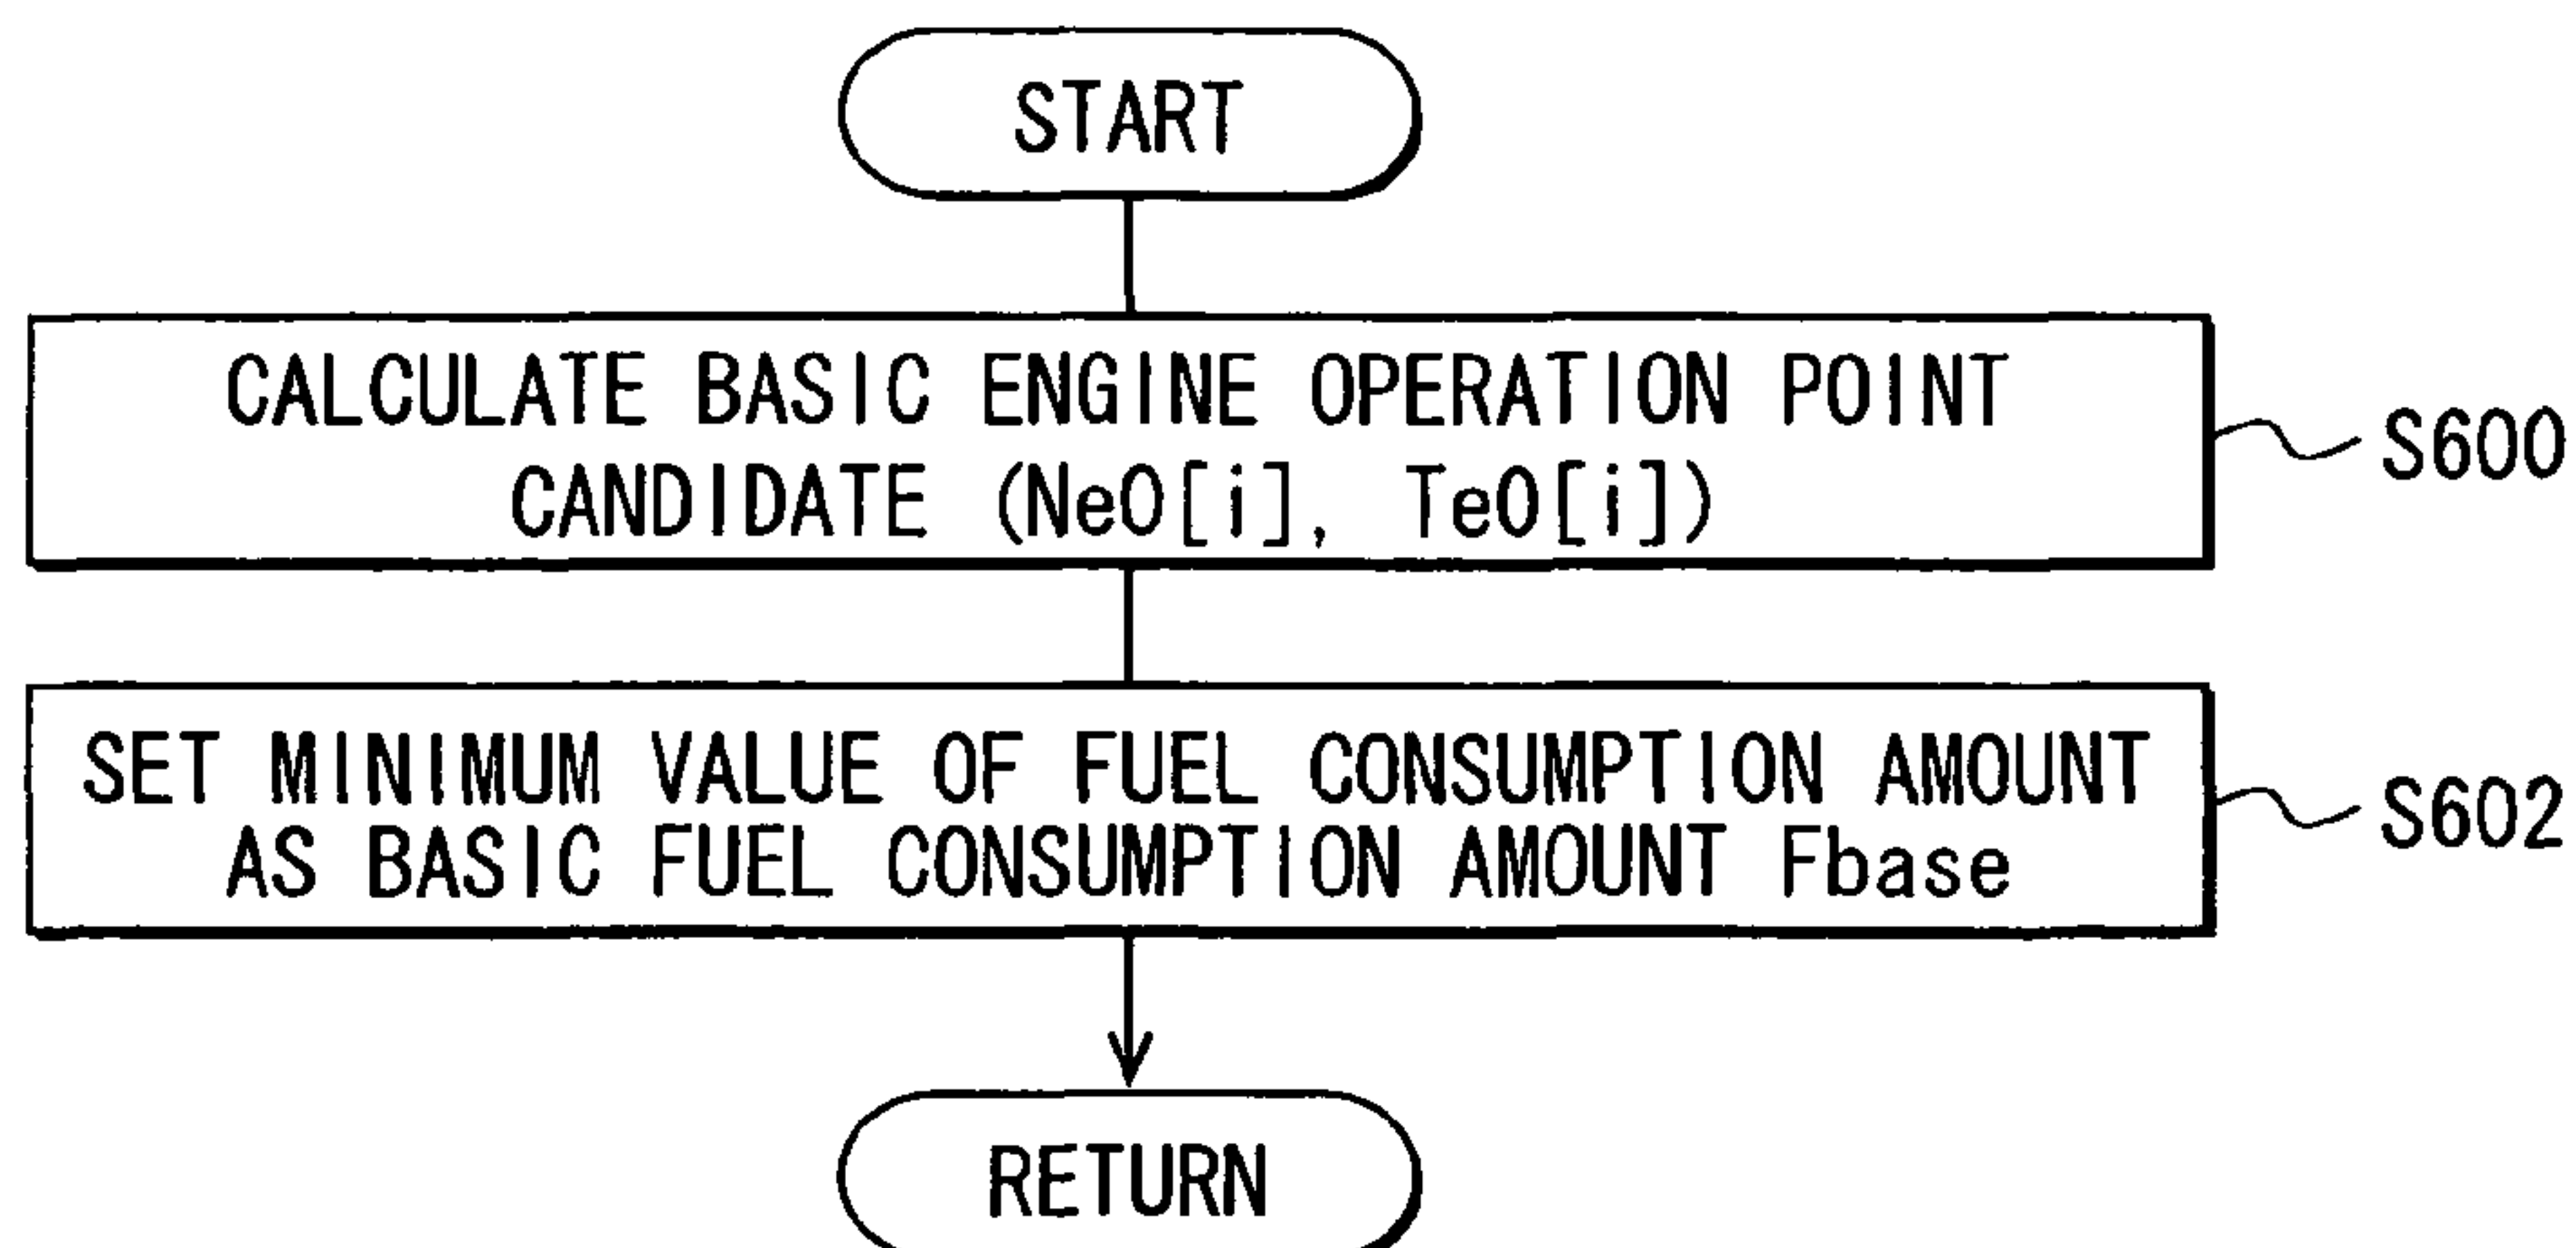 START
CALCULATE BASIC ENGINE OPERATION POINT
CANDIDATE (Ne0[i], Te0[i])
S600
SET MINIMUM VALUE OF FUEL CONSUMPTION AMOUNT
AS BASIC FUEL CONSUMPTION AMOUNT Fbase
S602
RETURN